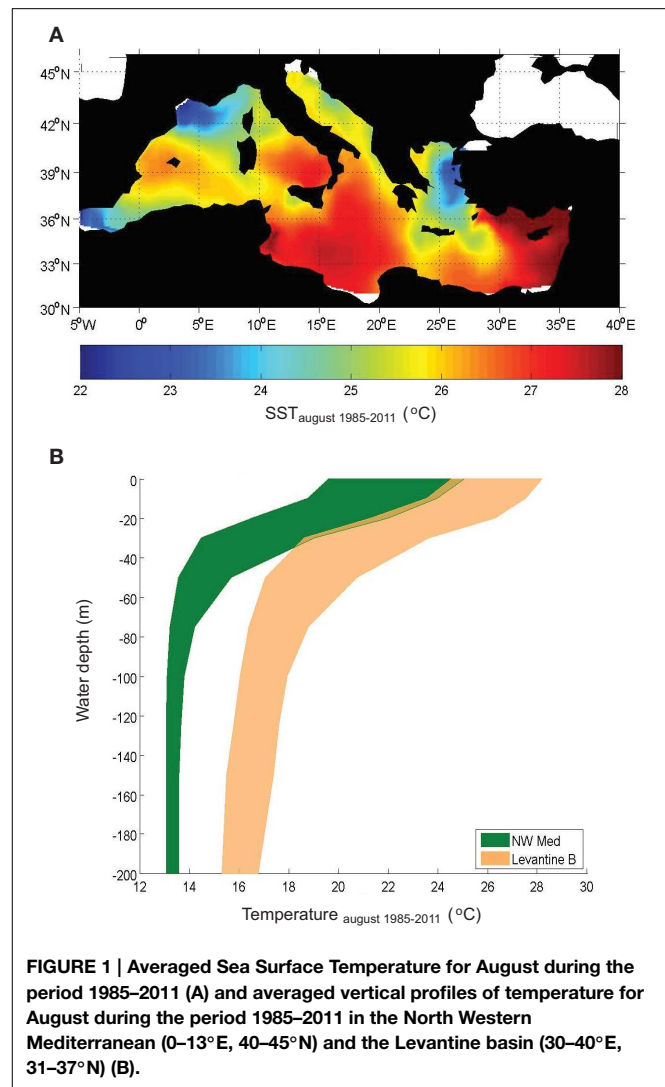 A
45°N
42°N
39°N
36°N
33°N
30°N
5°W 0° 5°E 10°E 15°E 20°E 25°E 30°E 35°E 40°E
22 23 24 25 26 27 28
SST august 1985-2011 (°C)
B
0
-20
-40
-60
-80
-100
-120
-140
-160
-180
-200
Water depth (m)
NW Med
Levantine B
12 14 16 18 20 22 24 26 28 30
Temperature august 1985-2011 (°C)
FIGURE 1 | Averaged Sea Surface Temperature for August during the
period 1985–2011 (A) and averaged vertical profiles of temperature for
August during the period 1985–2011 in the North Western
Mediterranean (0–13°E, 40–45°N) and the Levantine basin (30–40°E,
31–37°N) (B).